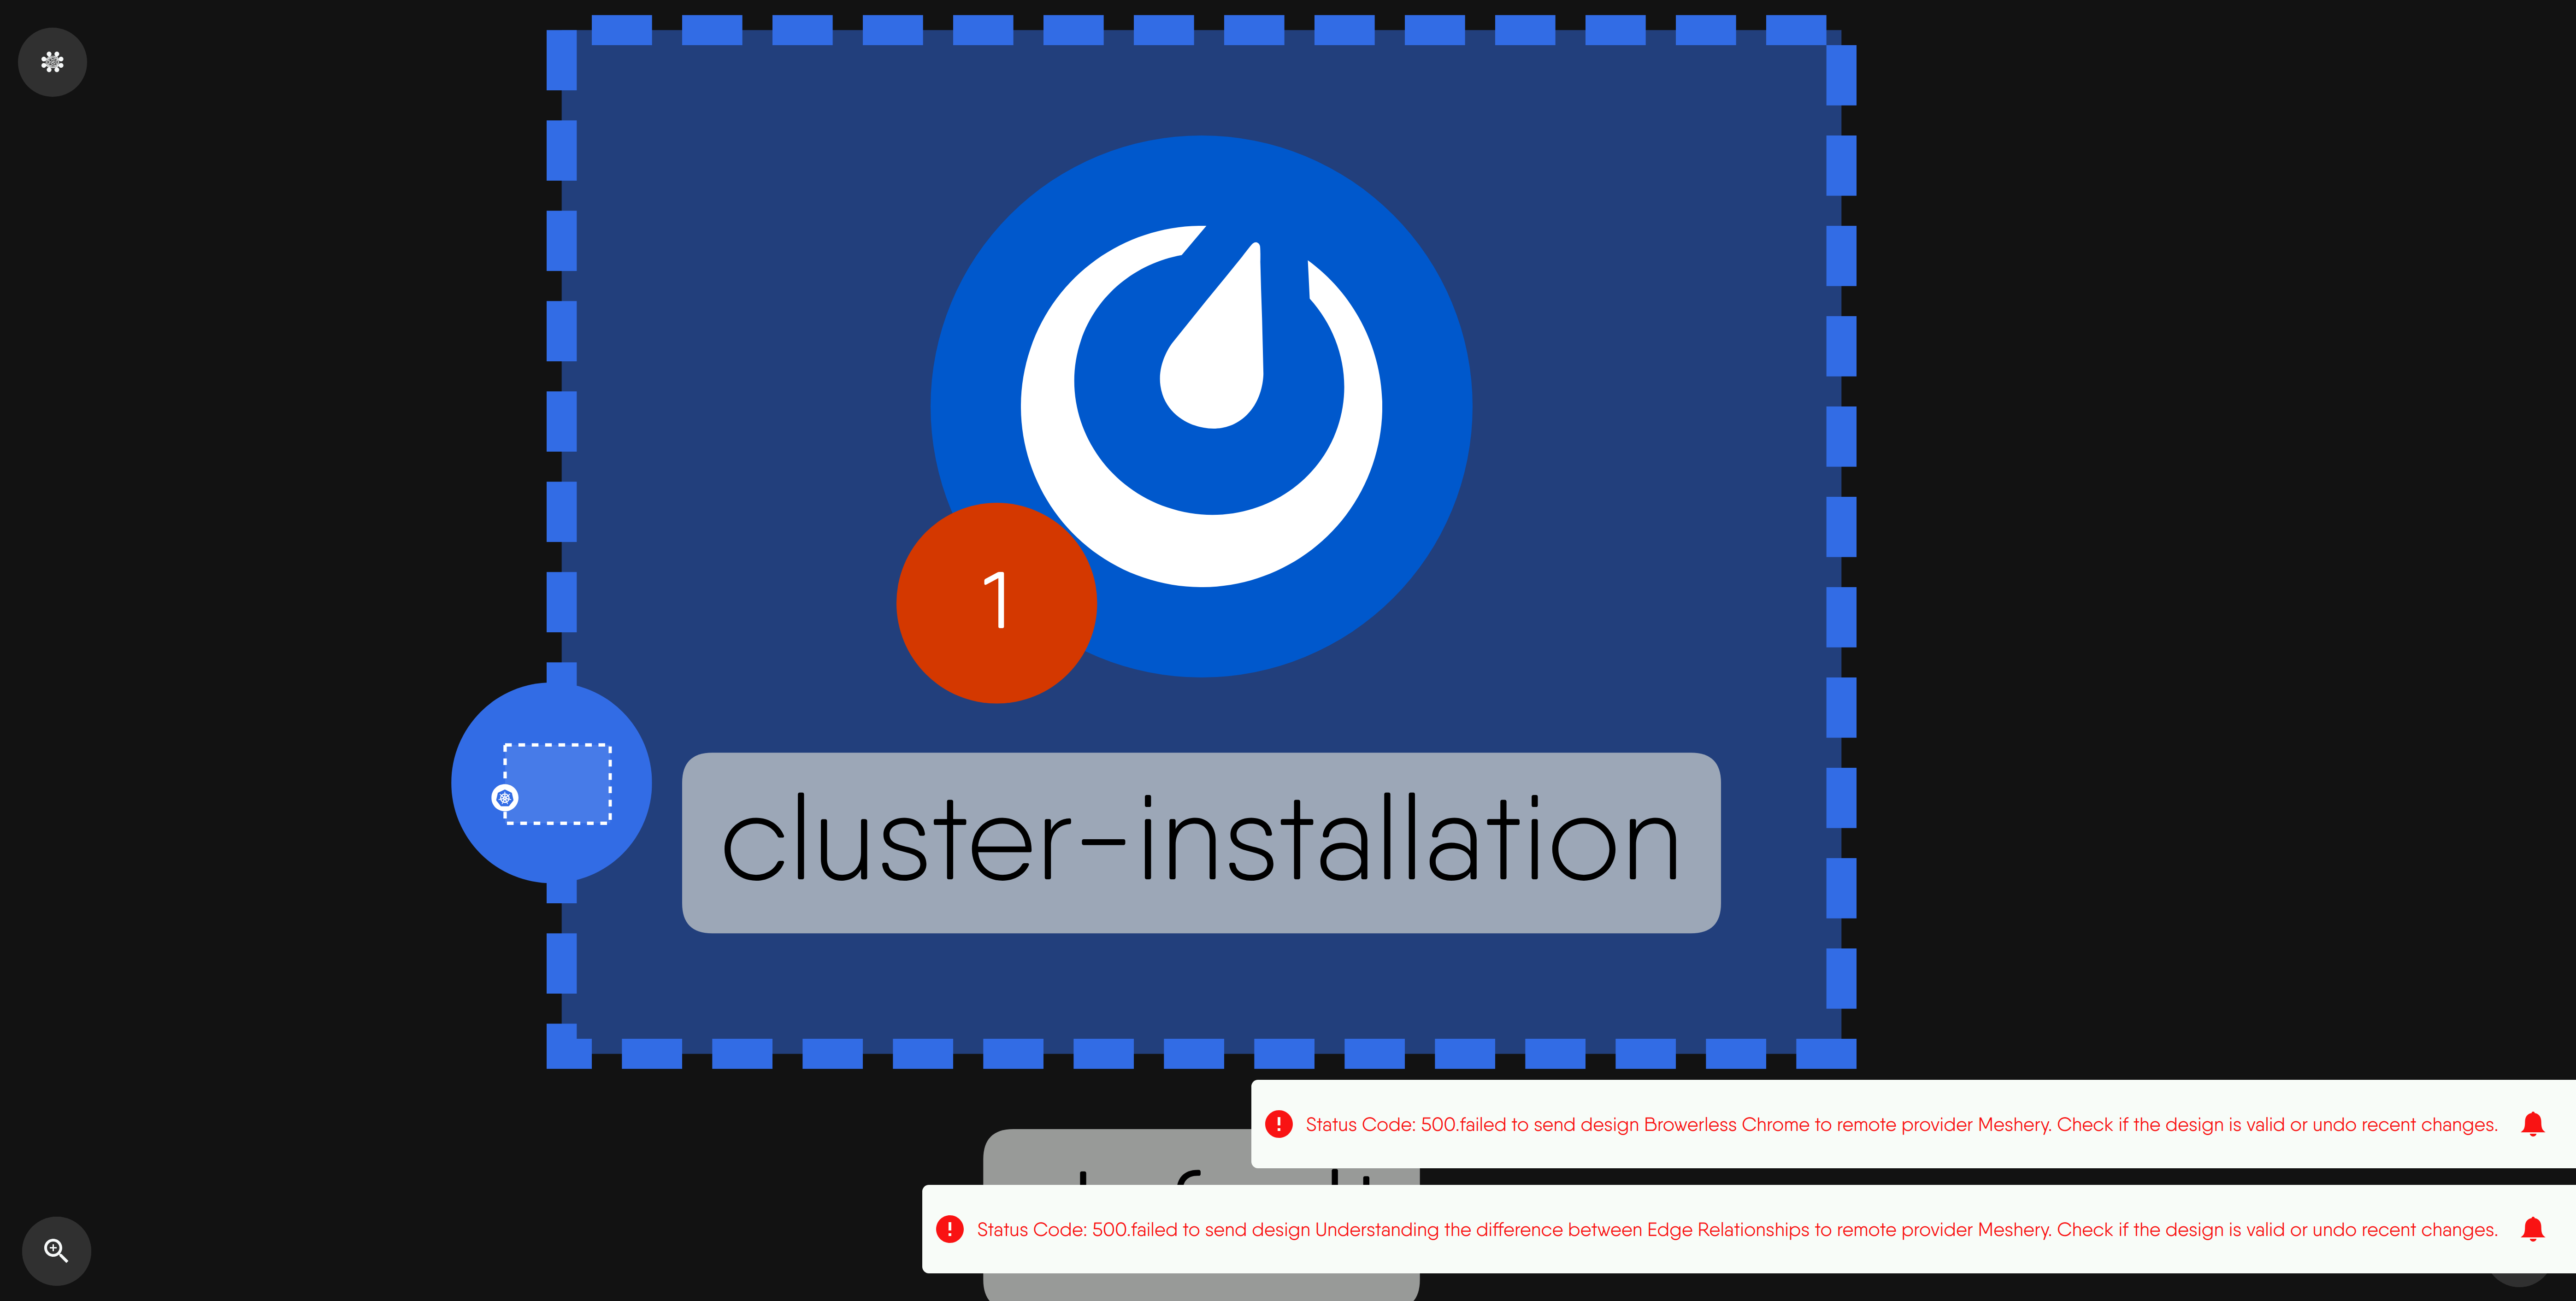 1
cluster-installation
Status Code: 500.failed to send design Browerless Chrome to remote provider Meshery. Check if the design is valid or undo recent changes.
Status Code: 500.failed to send design Understanding the difference between Edge Relationships to remote provider Meshery. Check if the design is valid or undo recent changes.